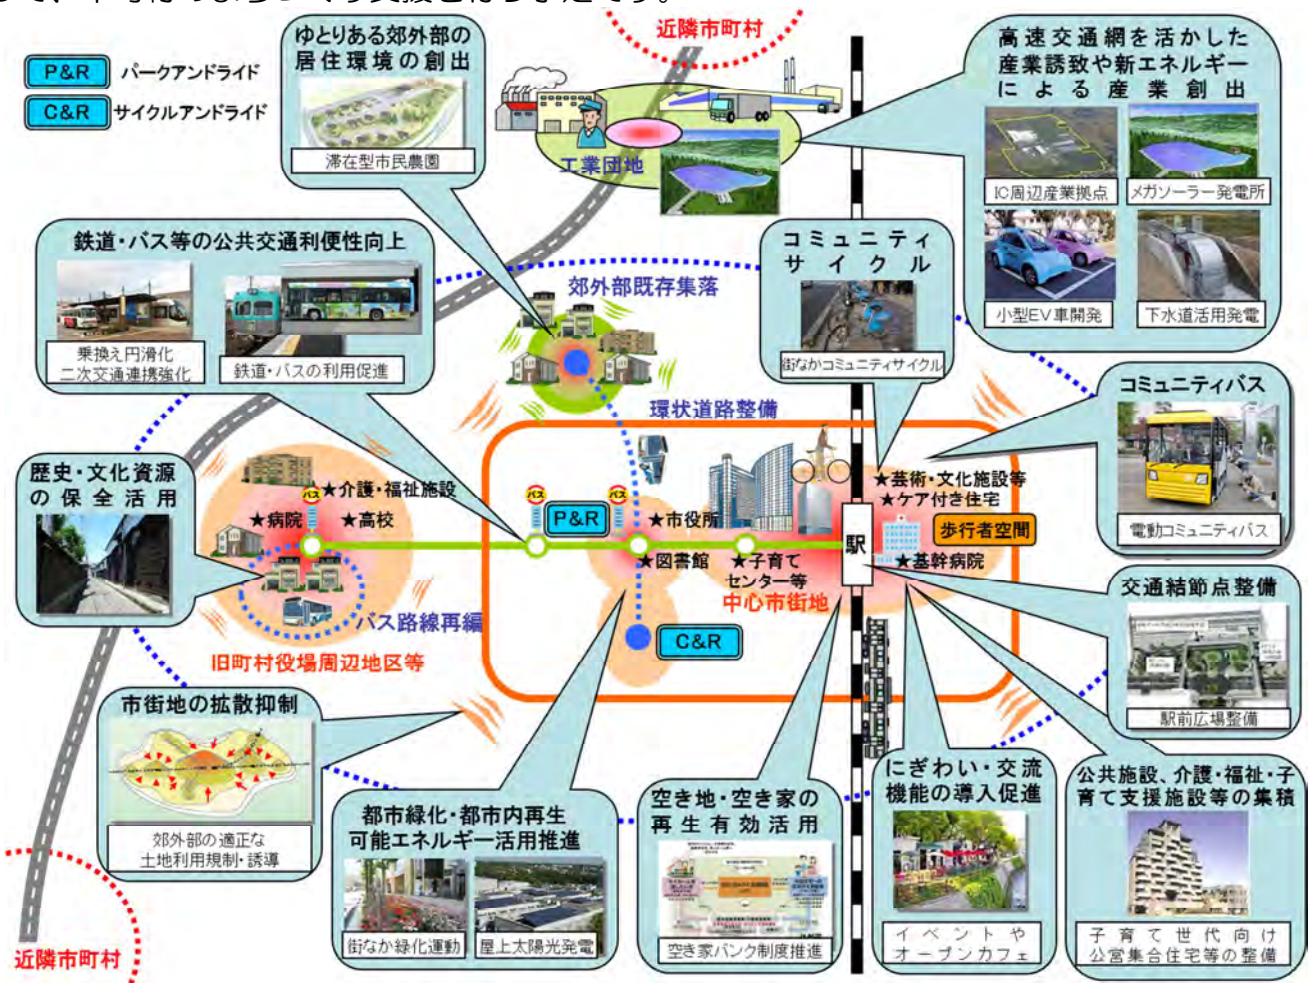 近隣市町村
P&R パークアンドライド
C&R サイクルアンドライド
ゆとりある郊外部の
居住環境の創出
滞在型市民農園
工業団地
高速交通網を活かした
産業誘致や新エネルギー
による産業創出
IC周辺産業拠点
メガソーラー発電所
小型EV車開発
下水道活用発電
鉄道・バス等の公共交通利便性向上
乗換え円滑化
二次交通連携強化
鉄道・バスの利用促進
郊外部既存集落
コミュニティ
サイクル
街なかコミュニティサイクル
環状道路整備
コミュニティバス
電動コミュニティバス
歴史・文化資源
の保全活用
バス
★介護・福祉施設
★病院
★高校
バス路線再編
旧町村役場周辺地区等
バス
P&R
バス
★市役所
★図書館
★子育て
センター等
中心市街地
駅
★芸術・文化施設等
★ケア付き住宅
歩行者空間
★基幹病院
C&R
交通結節点整備
駅前広場整備
市街地の拡散抑制
郊外部の適正な
土地利用規制・誘導
都市緑化・都市内再生
可能エネルギー活用推進
街なか緑化運動
屋上太陽光発電
空き地・空き家の
再生有効活用
空き家バンク制度推進
にぎわい・交流
機能の導入促進
イベントや
オープンカフェ
公共施設、介護・福祉・子
育て支援施設等の集積
子育て世代向け
公営集合住宅等の整備
近隣市町村